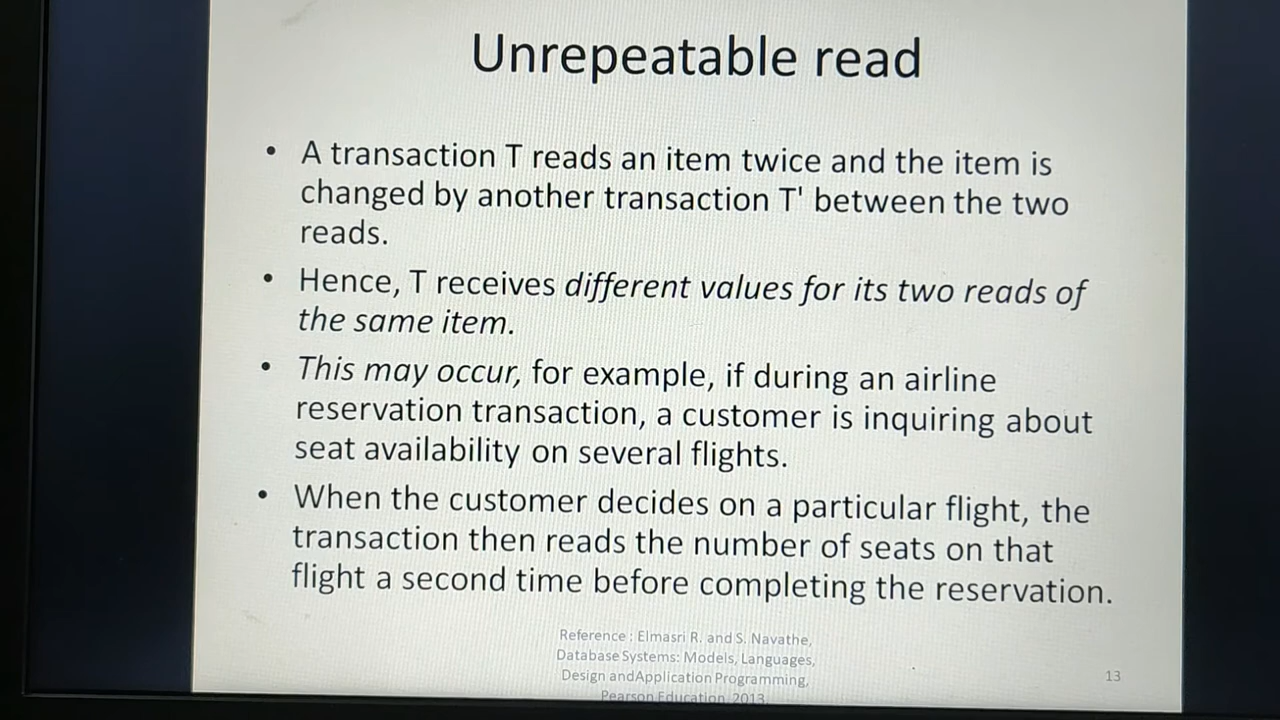 Unrepeatable read
• A transaction T reads an item twice and the item is
changed by another transaction T' between the two
reads.
• Hence, T receives different values for its two reads of
the same item.
• This may occur, for example, if during an airline
reservation transaction, a customer is inquiring about
seat availability on several flights.
• When the customer decides on a particular flight, the
transaction then reads the number of seats on that
flight a second time before completing the reservation.
Reference : Elmasri R. and S. Navathe,
Database Systems: Models, Languages,
Design andApplication Programming,
Pearson Education, 2013.
13